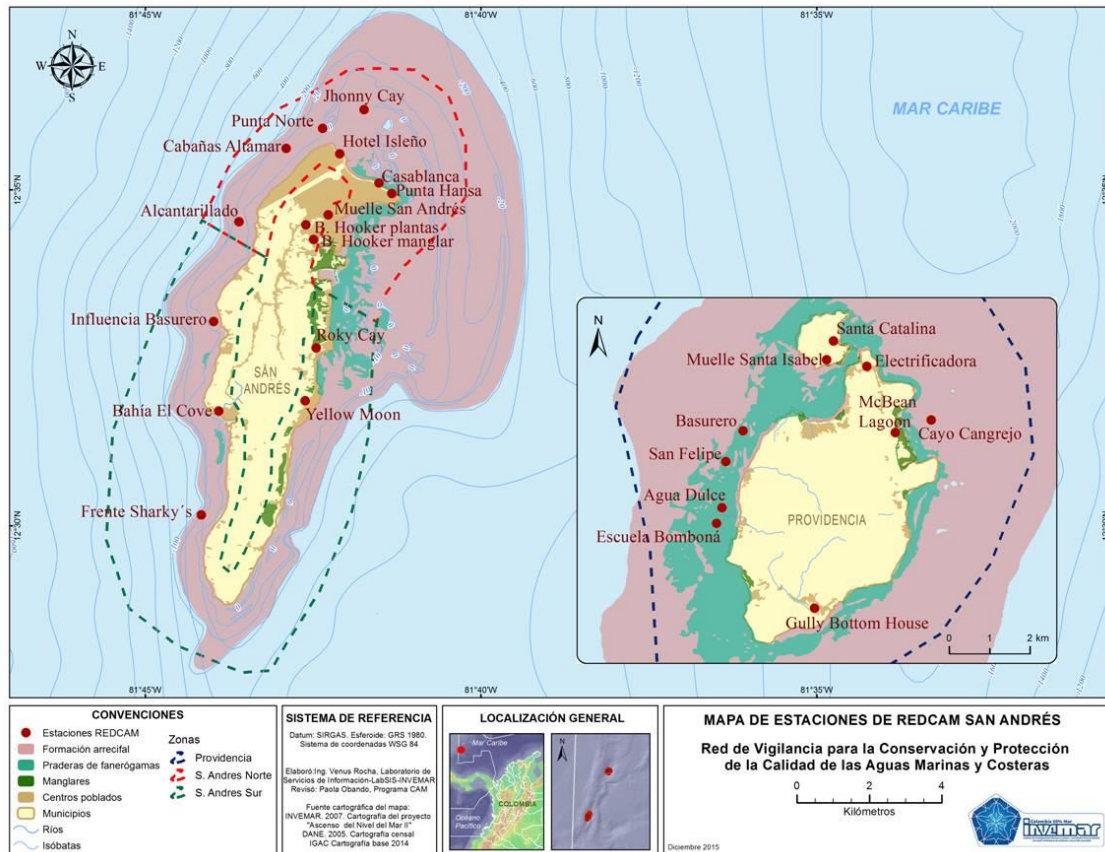 81°45'W
81°40'W
81°35'W
N
W E
S
MAR CARIBE
Jhonny Cay
Punta Norte
Cabañas Altamar
Hotel Isleño
Casablanca
Punta Hansa
12°35'N
Alcantarillado
Muelle San Andrés
B. Hooker plantas
B. Hooker manglar
Influencia Basurero
Roky Cay
SAN
ANDRÉS
Bahía El Cove
Yellow Moon
Frente Sharky´s
12°30'N
N
Santa Catalina
Muelle Santa Isabel
Electrificadora
McBean
Lagoon
Cayo Cangrejo
Basurero
San Felipe
Agua Dulce
Escuela Bomboná
PROVIDENCIA
Gully Bottom House
0 1 2 km
81°45'W
81°40'W
81°35'W
CONVENCIONES
Estaciones REDCAM
Formación arrecifal
Praderas de fanerógamas
Manglares
Centros poblados
Municipios
Ríos
Isóbatas
Zonas
Providencia
S. Andres Norte
S. Andres Sur
SISTEMA DE REFERENCIA
Datum: SIRGAS. Esferoide: GRS 1980.
Sistema de coordenadas WSG 84
Elaboró:Ing. Venus Rocha, Laboratorio de
Servicios de Información-LabSIS-INVEMAR
Revisó: Paola Obando, Programa CAM
Fuente cartográfica del mapa:
INVEMAR. 2007. Cartografía del proyecto
"Ascenso del Nivel del Mar II"
DANE. 2005. Cartografía censal
IGAC Cartografía base 2014
LOCALIZACIÓN GENERAL
Mar Caribe
COLOMBIA
Océano
Pacífico
N
MAPA DE ESTACIONES DE REDCAM SAN ANDRÉS
Red de Vigilancia para la Conservación y Protección
de la Calidad de las Aguas Marinas y Costeras
0 1 2 4
Kilómetros
Diciembre 2015
invemar